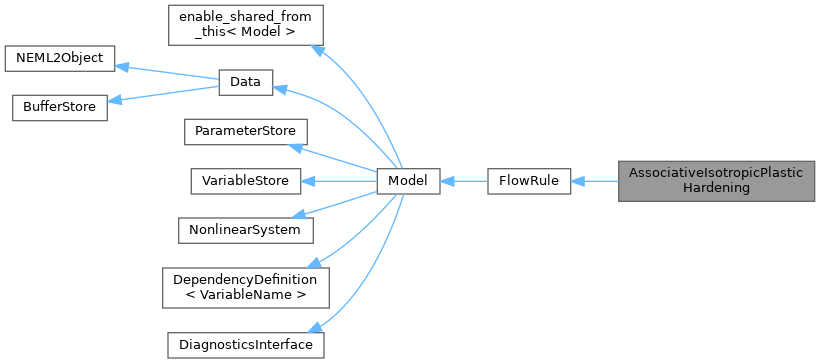 enable_shared_from
_this< Model >
NEML2Object
Data
BufferStore
ParameterStore
AssociativeIsotropicPlastic
Hardening
VariableStore
Model
FlowRule
NonlinearSystem
DependencyDefinition
< VariableName >
DiagnosticsInterface